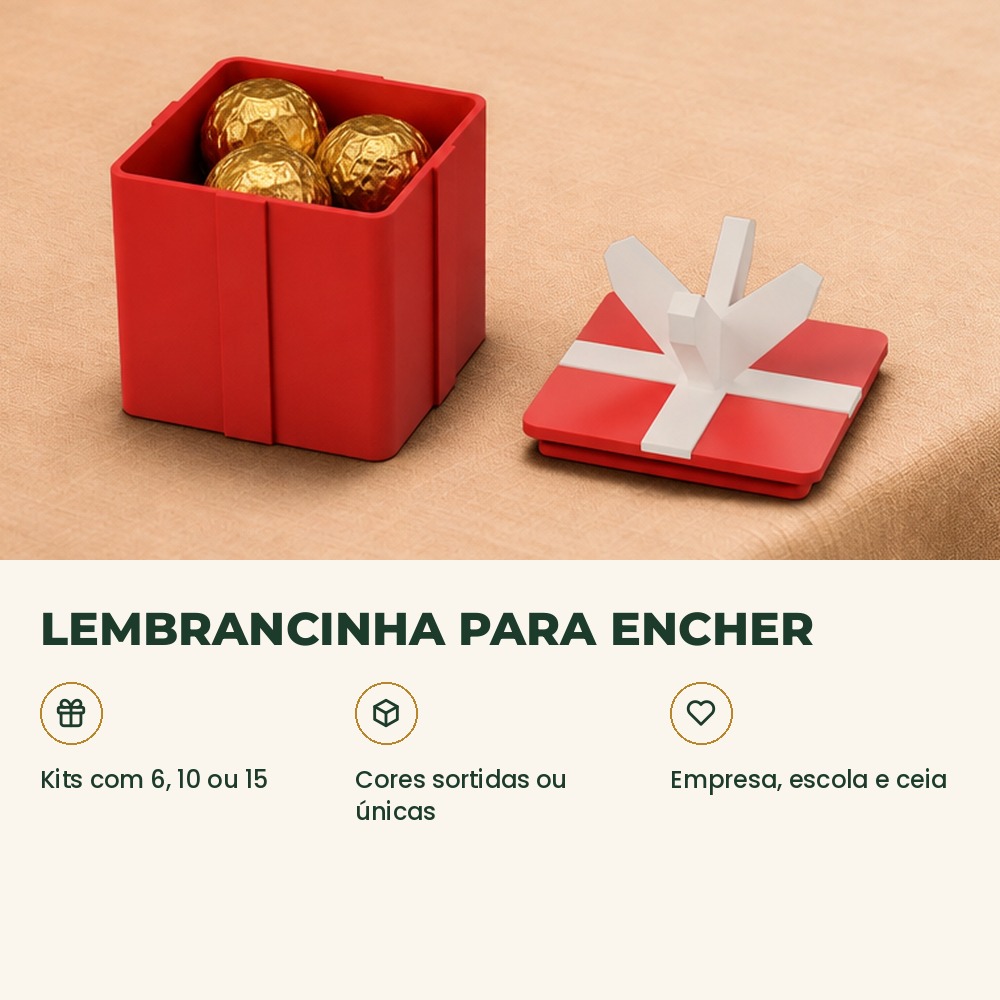 LEMBRANCINHA PARA ENCHER
Kits com 6, 10 ou 15
Cores sortidas ou
únicas
Empresa, escola e ceia